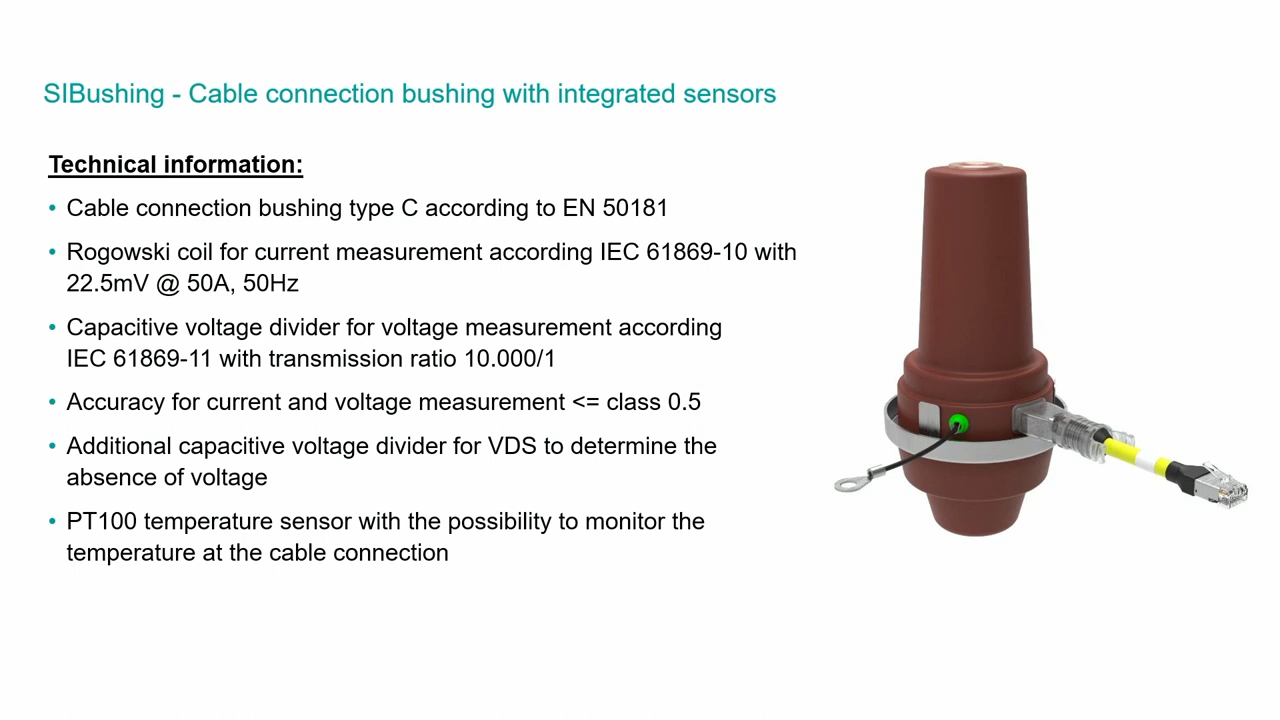 SIBushing - Cable connection bushing with integrated sensors
Technical information:
• Cable connection bushing type C according to EN 50181
• Rogowski coil for current measurement according IEC 61869-10 with
22.5mV @ 50A, 50Hz
• Capacitive voltage divider for voltage measurement according
IEC 61869-11 with transmission ratio 10.000/1
• Accuracy for current and voltage measurement <= class 0.5
• Additional capacitive voltage divider for VDS to determine the
absence of voltage
• PT100 temperature sensor with the possibility to monitor the
temperature at the cable connection